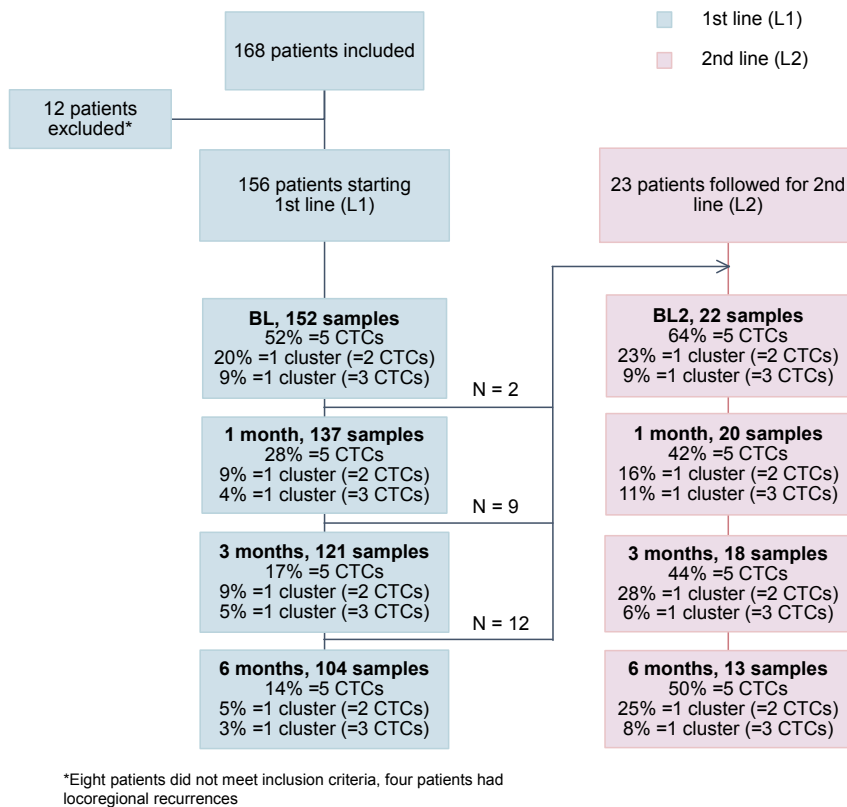 168 patients included
1st line (L1)
2nd line (L2)
12 patients
excluded*
156 patients starting
1st line (L1)
23 patients followed for 2nd
line (L2)
BL, 152 samples
52% =5 CTCs
20% =1 cluster (=2 CTCs)
9% =1 cluster (=3 CTCs)
N = 2
1 month, 137 samples
28% =5 CTCs
9% =1 cluster (=2 CTCs)
4% =1 cluster (=3 CTCs)
N = 9
3 months, 121 samples
17% =5 CTCs
9% =1 cluster (=2 CTCs)
5% =1 cluster (=3 CTCs)
N = 12
6 months, 104 samples
14% =5 CTCs
5% =1 cluster (=2 CTCs)
3% =1 cluster (=3 CTCs)
BL2, 22 samples
64% =5 CTCs
23% =1 cluster (=2 CTCs)
9% =1 cluster (=3 CTCs)
1 month, 20 samples
42% =5 CTCs
16% =1 cluster (=2 CTCs)
11% =1 cluster (=3 CTCs)
3 months, 18 samples
44% =5 CTCs
28% =1 cluster (=2 CTCs)
6% =1 cluster (=3 CTCs)
6 months, 13 samples
50% =5 CTCs
25% =1 cluster (=2 CTCs)
8% =1 cluster (=3 CTCs)
*Eight patients did not meet inclusion criteria, four patients had
locoregional recurrences